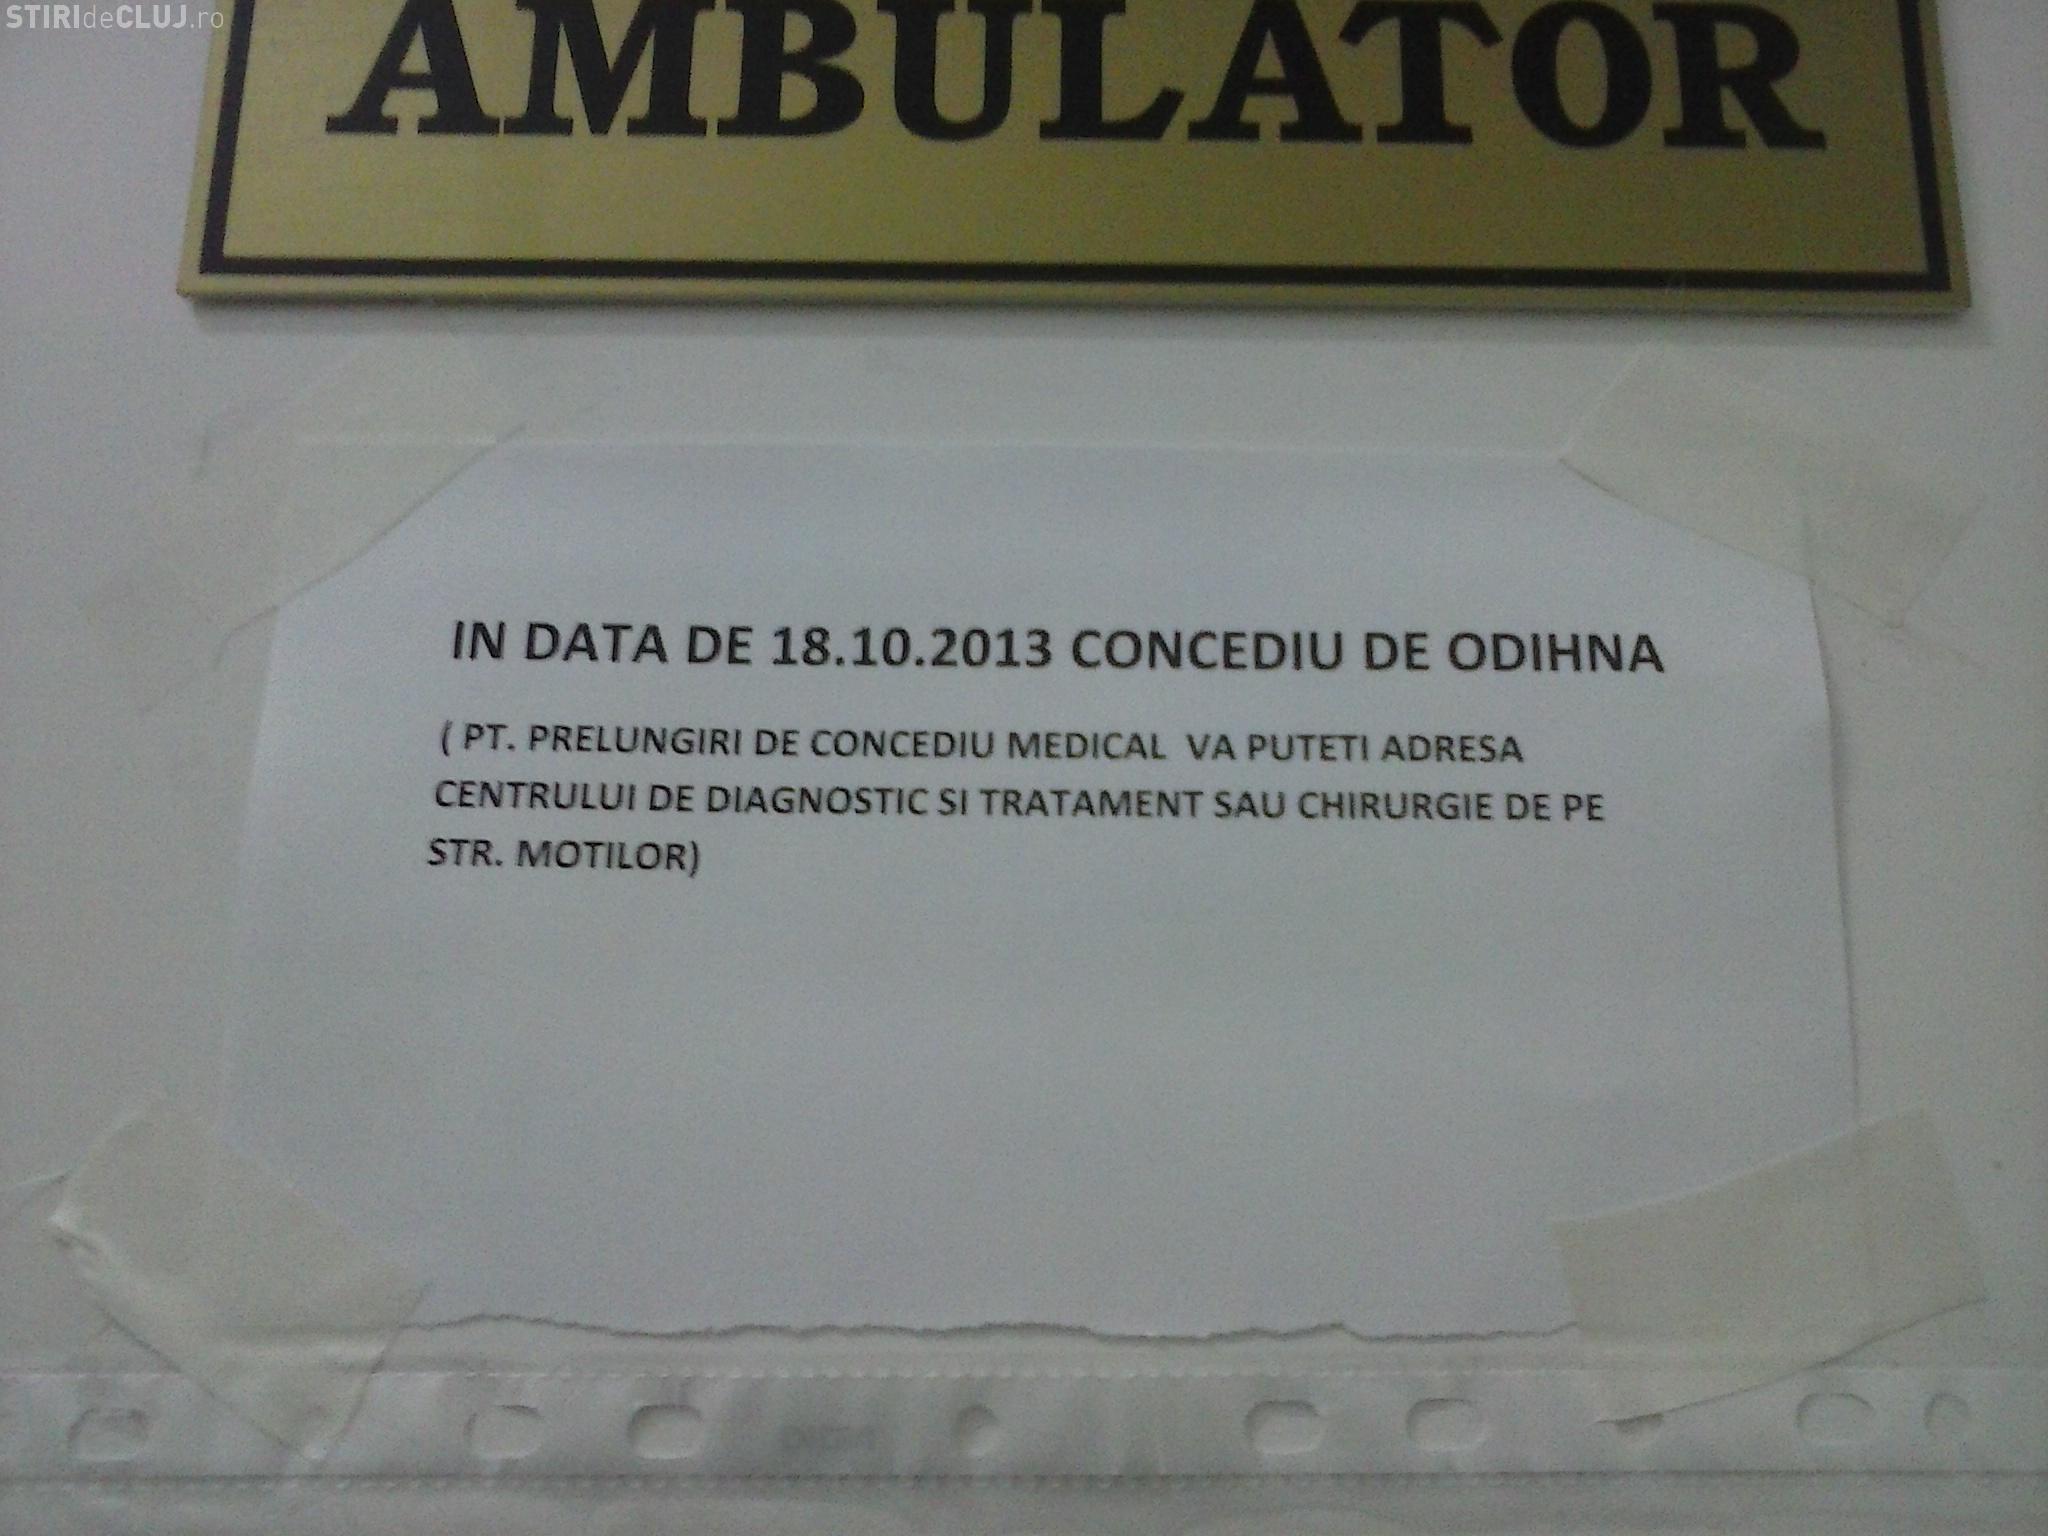 STIRIdeCLUJ.ro
AMBULATOR
IN DATA DE 18.10.2013 CONCEDIU DE ODIHNA
( PT. PRELUNGIRI DE CONCEDIU MEDICAL VA PUTETI ADRESA
CENTRULUI DE DIAGNOSTIC SI TRATAMENT SAU CHIRURGIE DE PE
STR. MOTILOR)